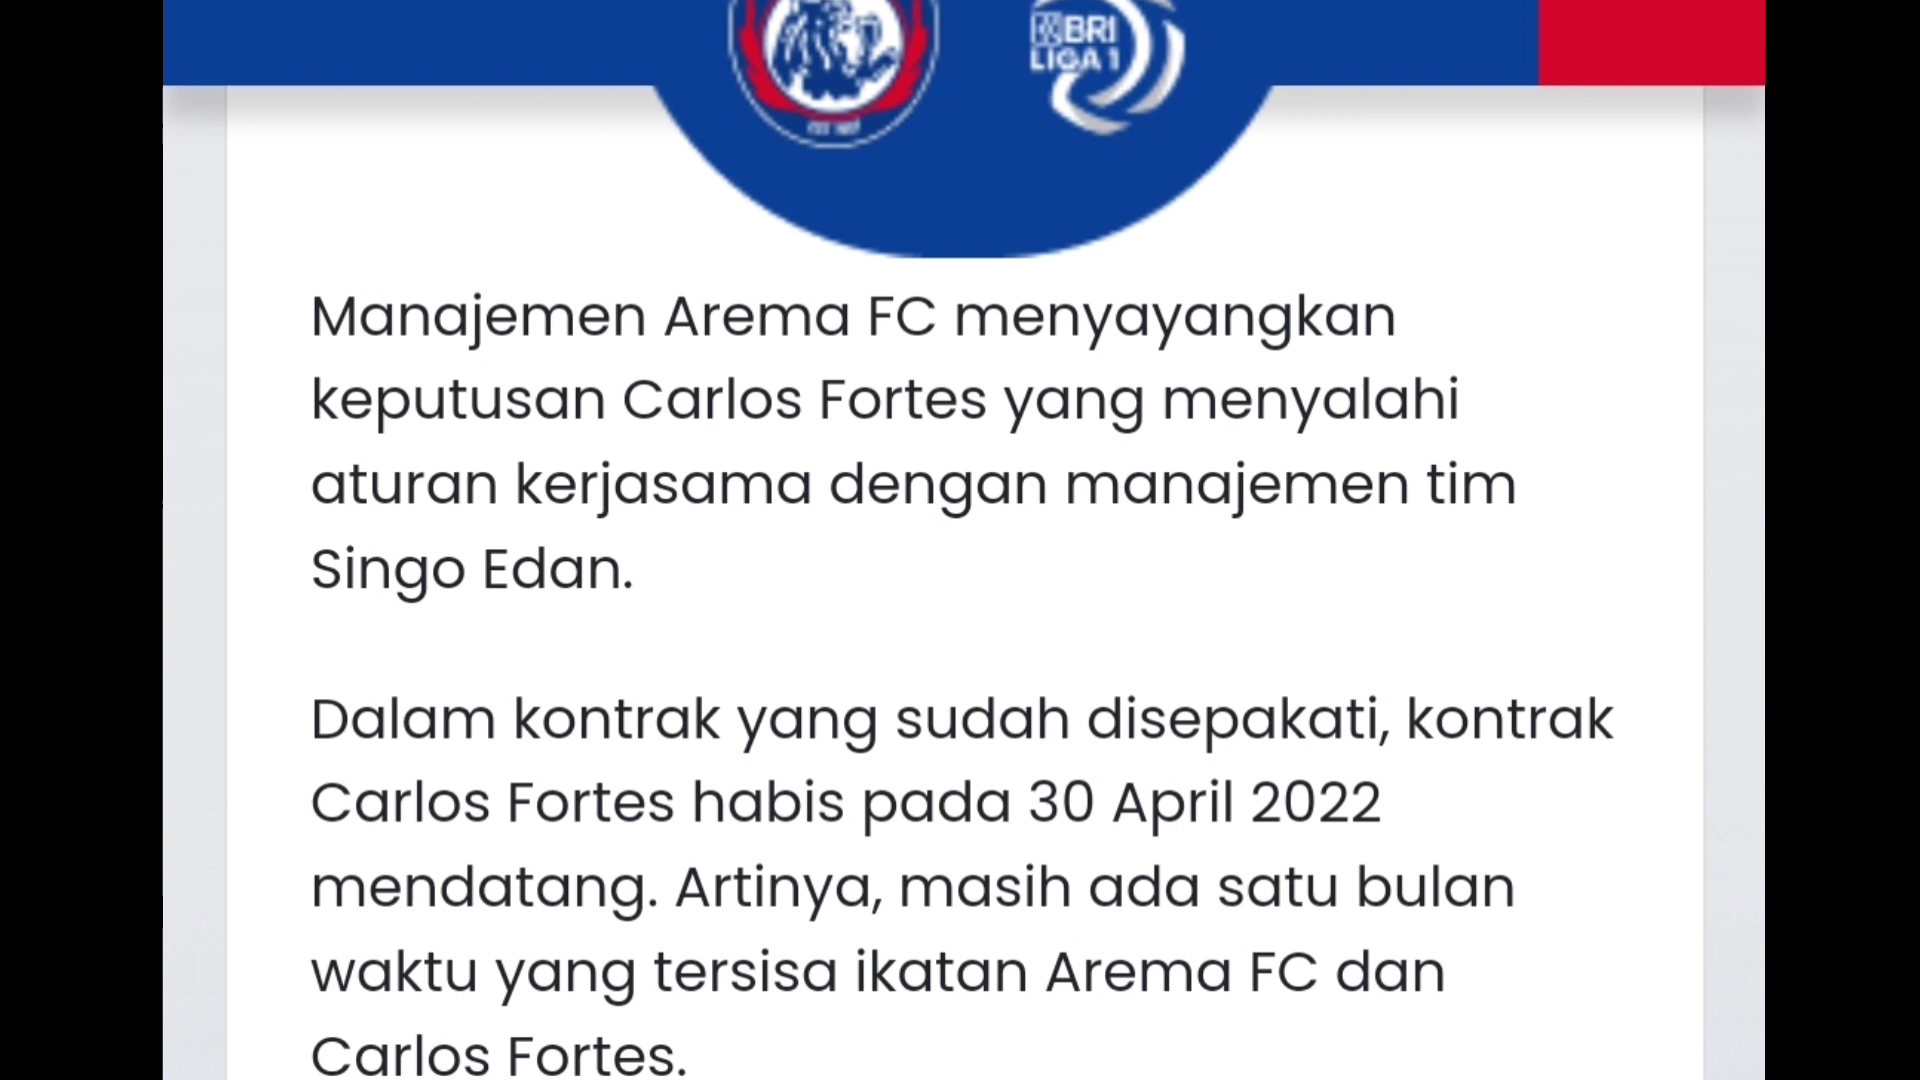 BRI
LIGA 1
Manajemen Arema FC menyayangkan
keputusan Carlos Fortes yang menyalahi
aturan kerjasama dengan manajemen tim
Singo Edan.
Dalam kontrak yang sudah disepakati, kontrak
Carlos Fortes habis pada 30 April 2022
mendatang. Artinya, masih ada satu bulan
waktu yang tersisa ikatan Arema FC dan
Carlos Fortes.